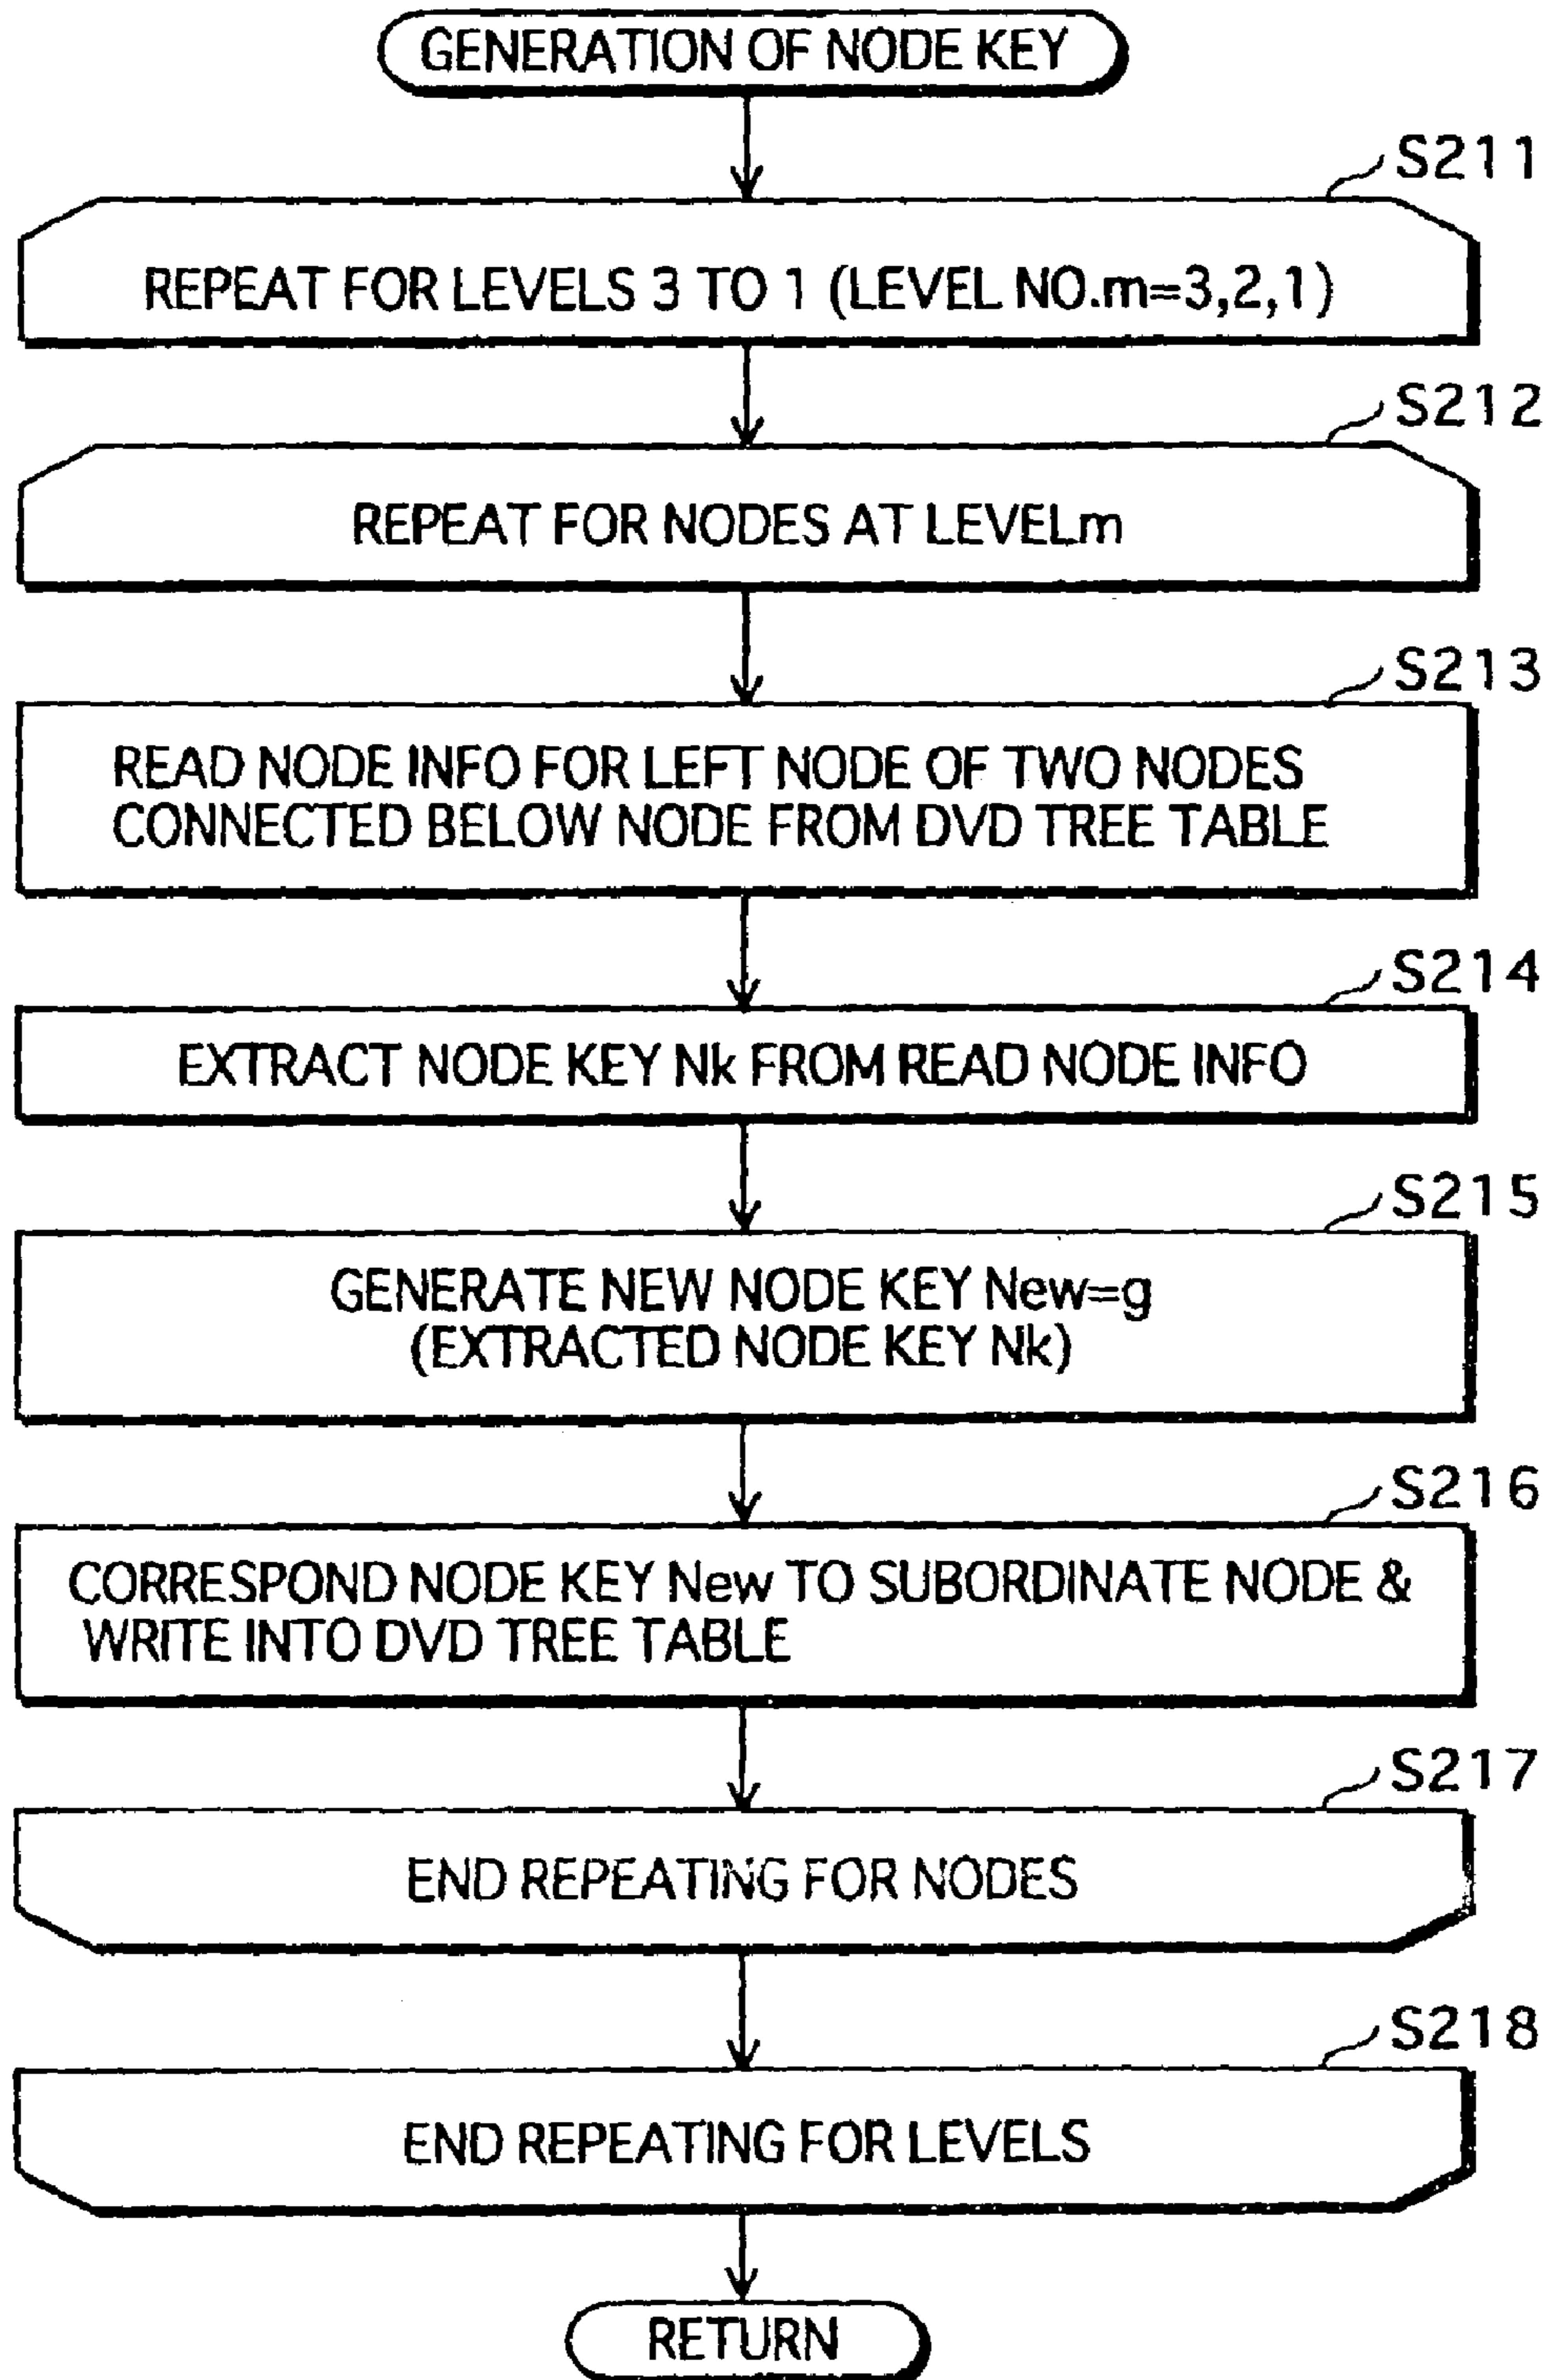 GENERATION OF NODE KEY
S211
REPEAT FOR LEVELS 3 TO 1 (LEVEL NO.m=3,2,1)
S212
REPEAT FOR NODES AT LEVELm
S213
READ NODE INFO FOR LEFT NODE OF TWO NODES
CONNECTED BELOW NODE FROM DVD TREE TABLE
S214
EXTRACT NODE KEY Nk FROM READ NODE INFO
S215
GENERATE NEW NODE KEY New=g
(EXTRACTED NODE KEY Nk)
S216
CORRESPOND NODE KEY New TO SUBORDINATE NODE &
WRITE INTO DVD TREE TABLE
S217
END REPEATING FOR NODES
S218
END REPEATING FOR LEVELS
RETURN